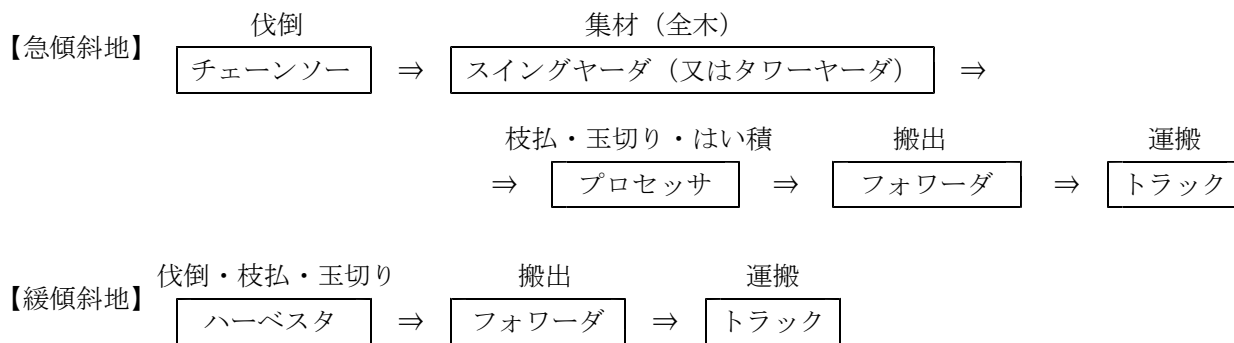 伐倒 集材（全木）
【急傾斜地】 チェーンソー ⇒ スイングヤーダ（又はタワーヤーダ） ⇒
枝払・玉切り・はい積 搬出 運搬
⇒ プロセッサ ⇒ フォワーダ ⇒ トラック
伐倒・枝払・玉切り 搬出 運搬
【緩傾斜地】 ハーベスタ ⇒ フォワーダ ⇒ トラック